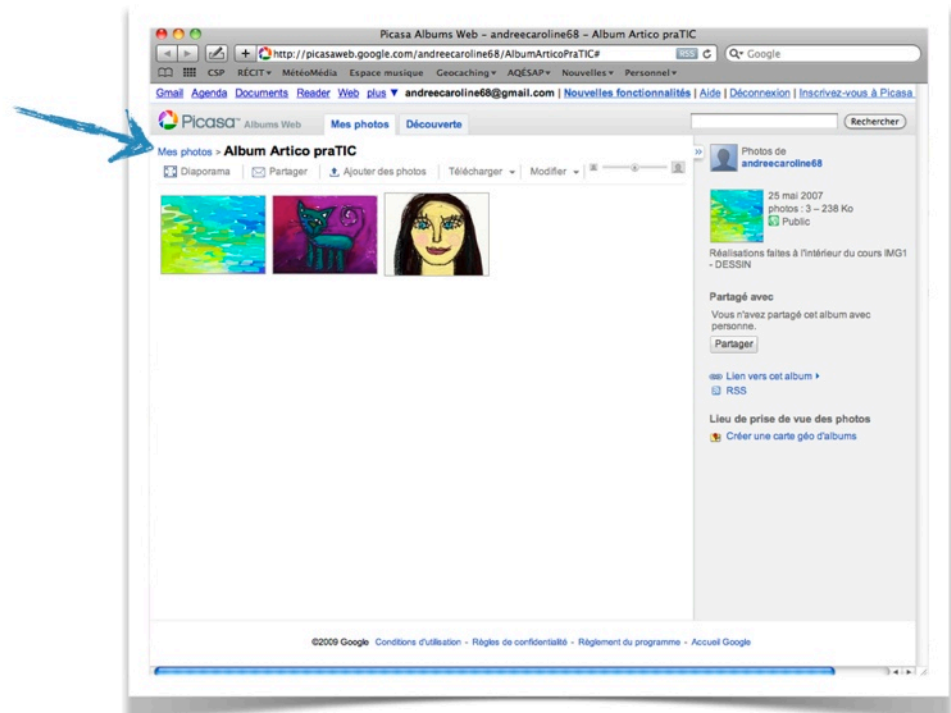 Picasa Albums Web – andreecaroline68 – Album Artico praTIC
http://picasaweb.google.com/andreecaroline68/AlbumArticoPraTIC#
RSS
Google
CSP RÉCIT MétéoMédia Espace musique Geocaching AQÉSAP Nouvelles Personnel
Gmail Agenda Documents Reader Web plus ▼ andreecaroline68@gmail.com | Nouvelles fonctionnalités | Aide | Déconnexion | Inscrivez-vous à Picasa
Picasa™ Albums Web Mes photos Découverte Rechercher
Mes photos > Album Artico praTIC
Diaporama Partager Ajouter des photos Télécharger Modifier
Photos de
andreecaroline68
25 mai 2007
photos : 3 – 238 Ko
Public
Réalisations faites à l'intérieur du cours IMG1
- DESSIN
Partagé avec
Vous n'avez partagé cet album avec
personne.
Partager
Lien vers cet album
RSS
Lieu de prise de vue des photos
Créer une carte géo d'albums
©2009 Google Conditions d'utilisation - Règles de confidentialité - Règlement du programme - Accueil Google